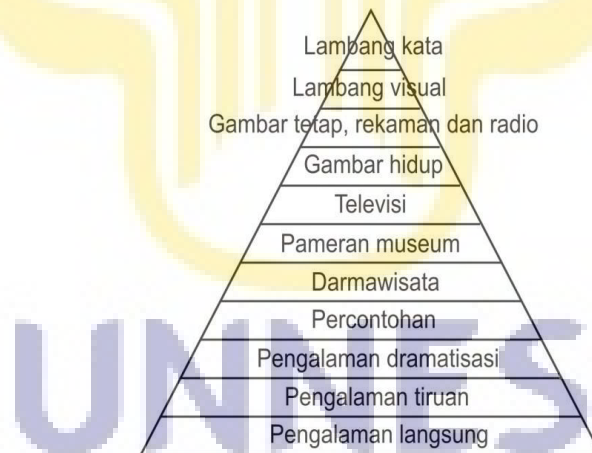 Lambang kata
Lambang visual
Gambar tetap, rekaman dan radio
Gambar hidup
Televisi
Pameran museum
Darmawisata
Percontohan
Pengalaman dramatisasi
Pengalaman tiruan
Pengalaman langsung
UNNES